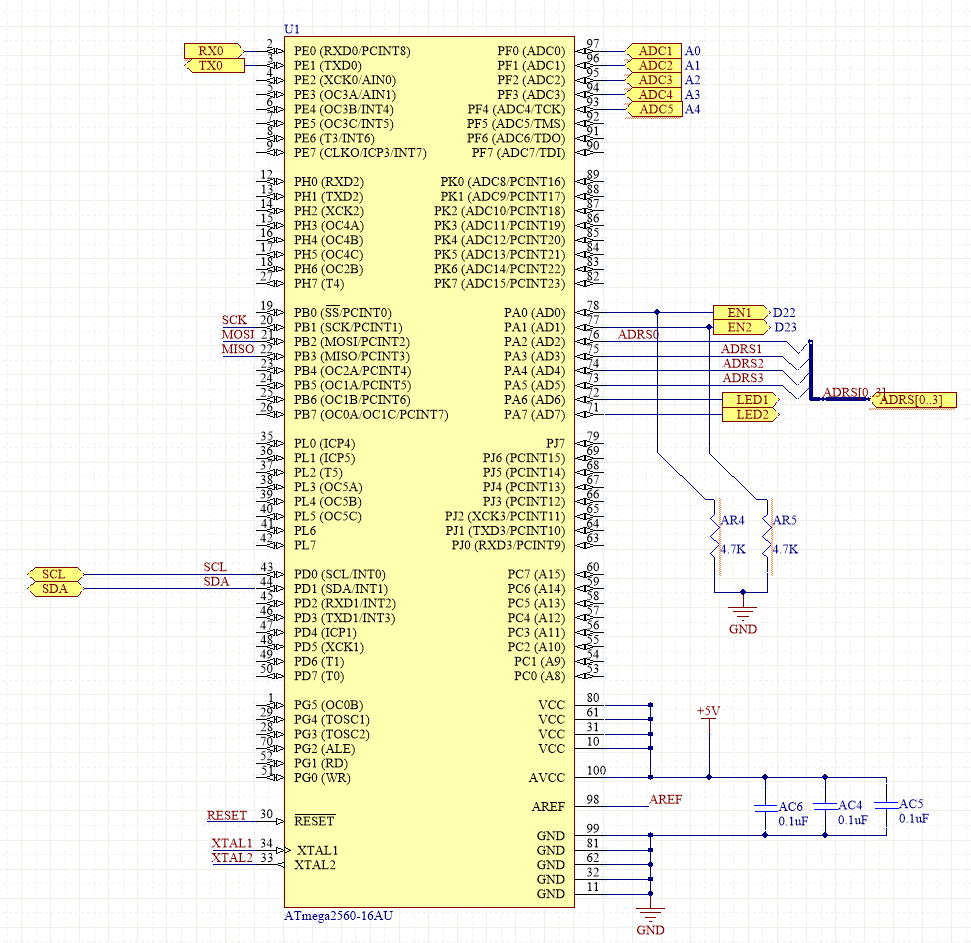 U1
RX0 2 PE0 (RXD0/PCINT8) PF0 (ADC0) 97 ADC1 A0
TX0 3 PE1 (TXD0) PF1 (ADC1) 96 ADC2 A1
4 PE2 (XCK0/AIN0) PF2 (ADC2) 95 ADC3 A2
5 PE3 (OC3A/AIN1) PF3 (ADC3) 94 ADC4 A3
6 PE4 (OC3B/INT4) PF4 (ADC4/TCK) 93 ADC5 A4
7 PE5 (OC3C/INT5) PF5 (ADC5/TMS) 92
8 PE6 (T3/INT6) PF6 (ADC6/TDO) 91
9 PE7 (CLKO/ICP3/INT7) PF7 (ADC7/TDI) 90
12 PH0 (RXD2) PK0 (ADC8/PCINT16) 89
13 PH1 (TXD2) PK1 (ADC9/PCINT17) 88
14 PH2 (XCK2) PK2 (ADC10/PCINT18) 87
15 PH3 (OC4A) PK3 (ADC11/PCINT19) 86
16 PH4 (OC4B) PK4 (ADC12/PCINT20) 85
17 PH5 (OC4C) PK5 (ADC13/PCINT21) 84
18 PH6 (OC2B) PK6 (ADC14/PCINT22) 83
27 PH7 (T4) PK7 (ADC15/PCINT23) 82
19 PB0 (SS/PCINT0) PA0 (AD0) 78 EN1 D22
SCK 20 PB1 (SCK/PCINT1) PA1 (AD1) 77 EN2 D23
MOSI 21 PB2 (MOSI/PCINT2) PA2 (AD2) 76 ADRS0
MISO 22 PB3 (MISO/PCINT3) PA3 (AD3) 75 ADRS1
23 PB4 (OC2A/PCINT4) PA4 (AD4) 74 ADRS2
24 PB5 (OC1A/PCINT5) PA5 (AD5) 73 ADRS3
25 PB6 (OC1B/PCINT6) PA6 (AD6) 72 LED1 ADRS[0..3] ADRS[0..3]
26 PB7 (OC0A/OC1C/PCINT7) PA7 (AD7) 71 LED2
35 PL0 (ICP4) PJ7 79
36 PL1 (ICP5) PJ6 (PCINT15) 69
37 PL2 (T5) PJ5 (PCINT14) 68
38 PL3 (OC5A) PJ4 (PCINT13) 67
39 PL4 (OC5B) PJ3 (PCINT12) 66
40 PL5 (OC5C) PJ2 (XCK3/PCINT11) 65
41 PL6 PJ1 (TXD3/PCINT10) 64
42 PL7 PJ0 (RXD3/PCINT9) 63
AR4 AR5
4.7K 4.7K
SCL SCL 43 PD0 (SCL/INT0) PC7 (A15) 60
SDA SDA 44 PD1 (SDA/INT1) PC6 (A14) 59
45 PD2 (RXD1/INT2) PC5 (A13) 58
46 PD3 (TXD1/INT3) PC4 (A12) 57
47 PD4 (ICP1) PC3 (A11) 56
48 PD5 (XCK1) PC2 (A10) 55
49 PD6 (T1) PC1 (A9) 54
50 PD7 (T0) PC0 (A8) 53
GND
1 PG5 (OC0B) VCC 80
29 PG4 (TOSC1) VCC 61 +5V
28 PG3 (TOSC2) VCC 31
70 PG2 (ALE) VCC 10
52 PG1 (RD)
51 PG0 (WR) AVCC 100
AREF 98 AREF
AC6 AC4 AC5
0.1uF 0.1uF 0.1uF
RESET 30 RESET
GND 99
XTAL1 34 XTAL1 GND 81
XTAL2 33 XTAL2 GND 62
GND 32
GND 11
ATmega2560-16AU
GND